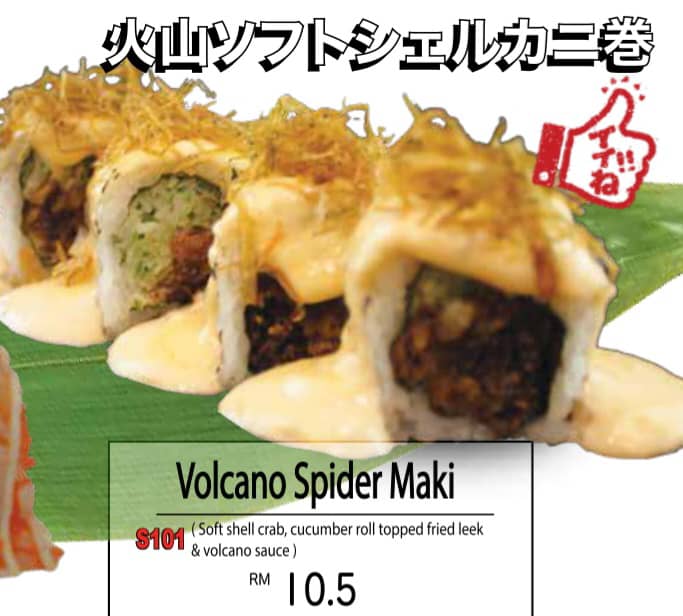 火山ソフトシェルカニ巻
イイね!!
Volcano Spider Maki
S101 ( Soft shell crab, cucumber roll topped fried leek
& volcano sauce )
RM 10.5